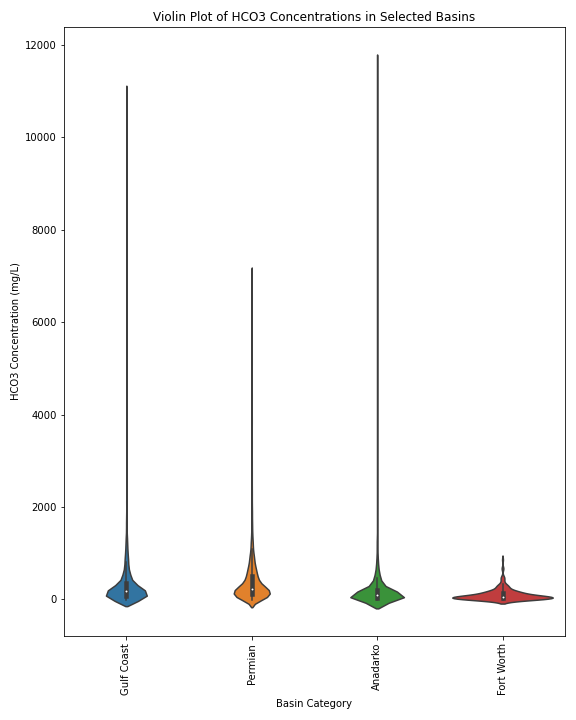 Violin Plot of HCO3 Concentrations in Selected Basins
12000
10000
8000
6000
4000
2000
0
HCO3 Concentration (mg/L)
Gulf Coast
Permian
Anadarko
Fort Worth
Basin Category